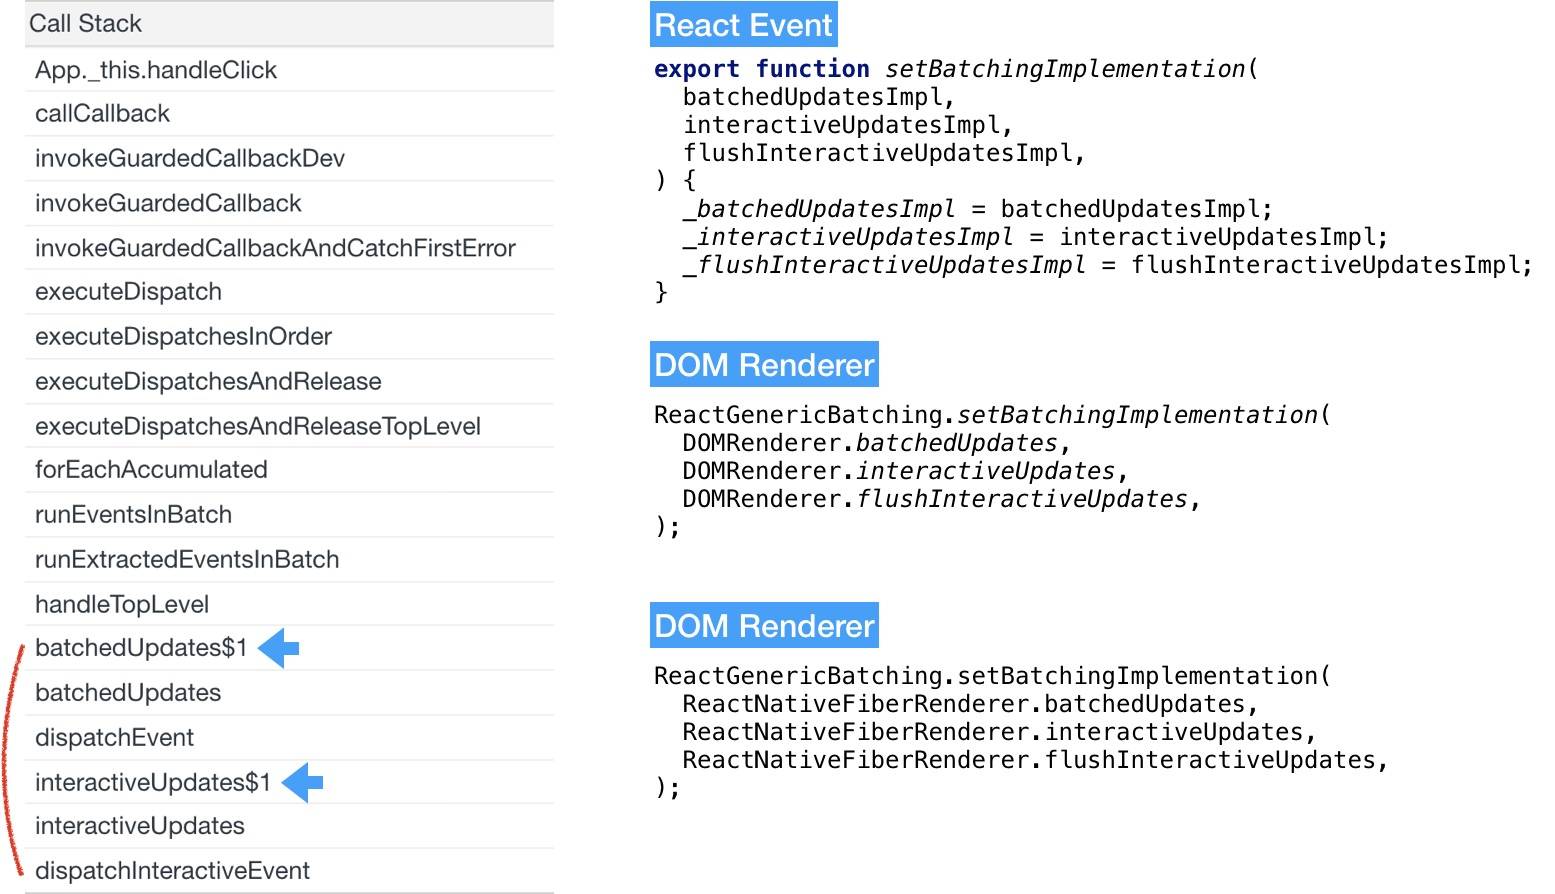 Call Stack
App._this.handleClick
callCallback
invokeGuardedCallbackDev
invokeGuardedCallback
invokeGuardedCallbackAndCatchFirstError
executeDispatch
executeDispatchesInOrder
executeDispatchesAndRelease
executeDispatchesAndReleaseTopLevel
forEachAccumulated
runEventsInBatch
runExtractedEventsInBatch
handleTopLevel
batchedUpdates$1
batchedUpdates
dispatchEvent
interactiveUpdates$1
interactiveUpdates
dispatchInteractiveEvent
React Event
export function setBatchingImplementation(
  batchedUpdatesImpl,
  interactiveUpdatesImpl,
  flushInteractiveUpdatesImpl,
) {
  _batchedUpdatesImpl = batchedUpdatesImpl;
  _interactiveUpdatesImpl = interactiveUpdatesImpl;
  _flushInteractiveUpdatesImpl = flushInteractiveUpdatesImpl;
}
DOM Renderer
ReactGenericBatching.setBatchingImplementation(
  DOMRenderer.batchedUpdates,
  DOMRenderer.interactiveUpdates,
  DOMRenderer.flushInteractiveUpdates,
);
DOM Renderer
ReactGenericBatching.setBatchingImplementation(
  ReactNativeFiberRenderer.batchedUpdates,
  ReactNativeFiberRenderer.interactiveUpdates,
  ReactNativeFiberRenderer.flushInteractiveUpdates,
);